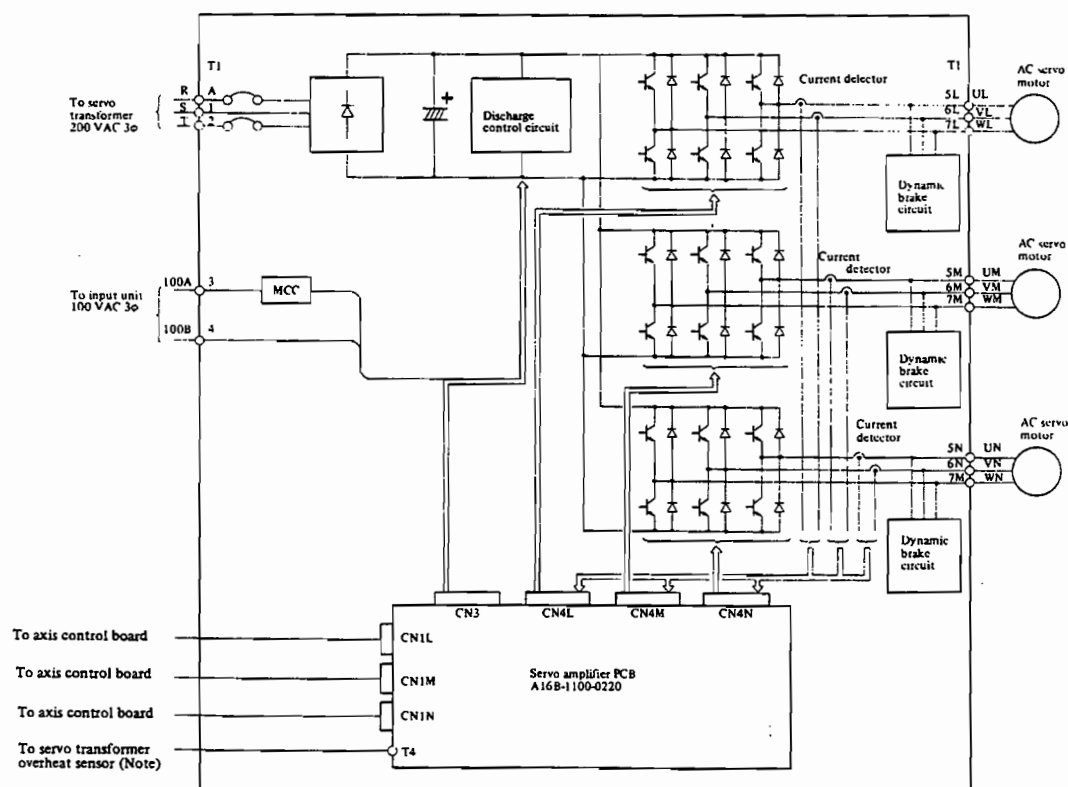 T1
R A
S 1
T 2
To servo
transformer
200 VAC 3φ
+
Discharge
control circuit
Current detector
T1
5L UL
6L VL
7L WL
AC servo
motor
Dynamic
brake
circuit
To input unit
100 VAC 3φ
100A 3
MCC
100B 4
Current
detector
5M UM
6M VM
7M WM
AC servo
motor
Dynamic
brake
circuit
Current
detector
5N UN
6N VN
7M WN
AC servo
motor
Dynamic
brake
circuit
CN3
CN4L
CN4M
CN4N
To axis control board
CN1L
To axis control board
CN1M
To axis control board
CN1N
To servo transformer
overheat sensor (Note)
T4
Servo amplifier PCB
A16B-1100-0220